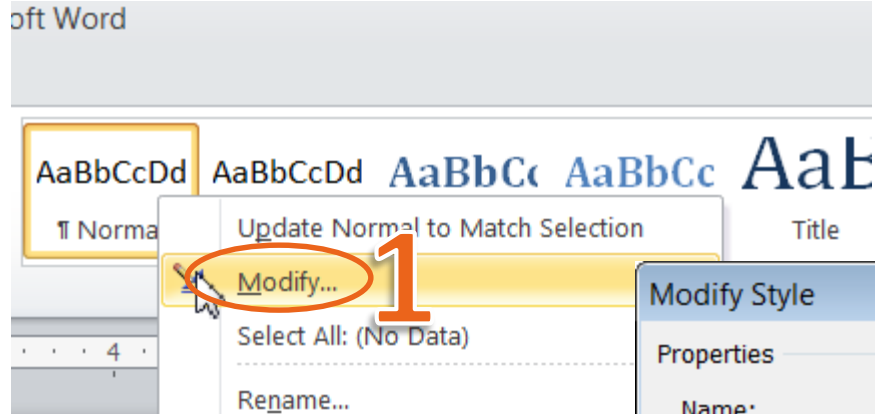 oft Word
AaBbCcDd AaBbCcDd AaBbCc AaBbCc AaB
¶ Norma Title
Update Normal to Match Selection
1
Modify...
Select All: (No Data)
Rename...
4
Modify Style
Properties
Name: